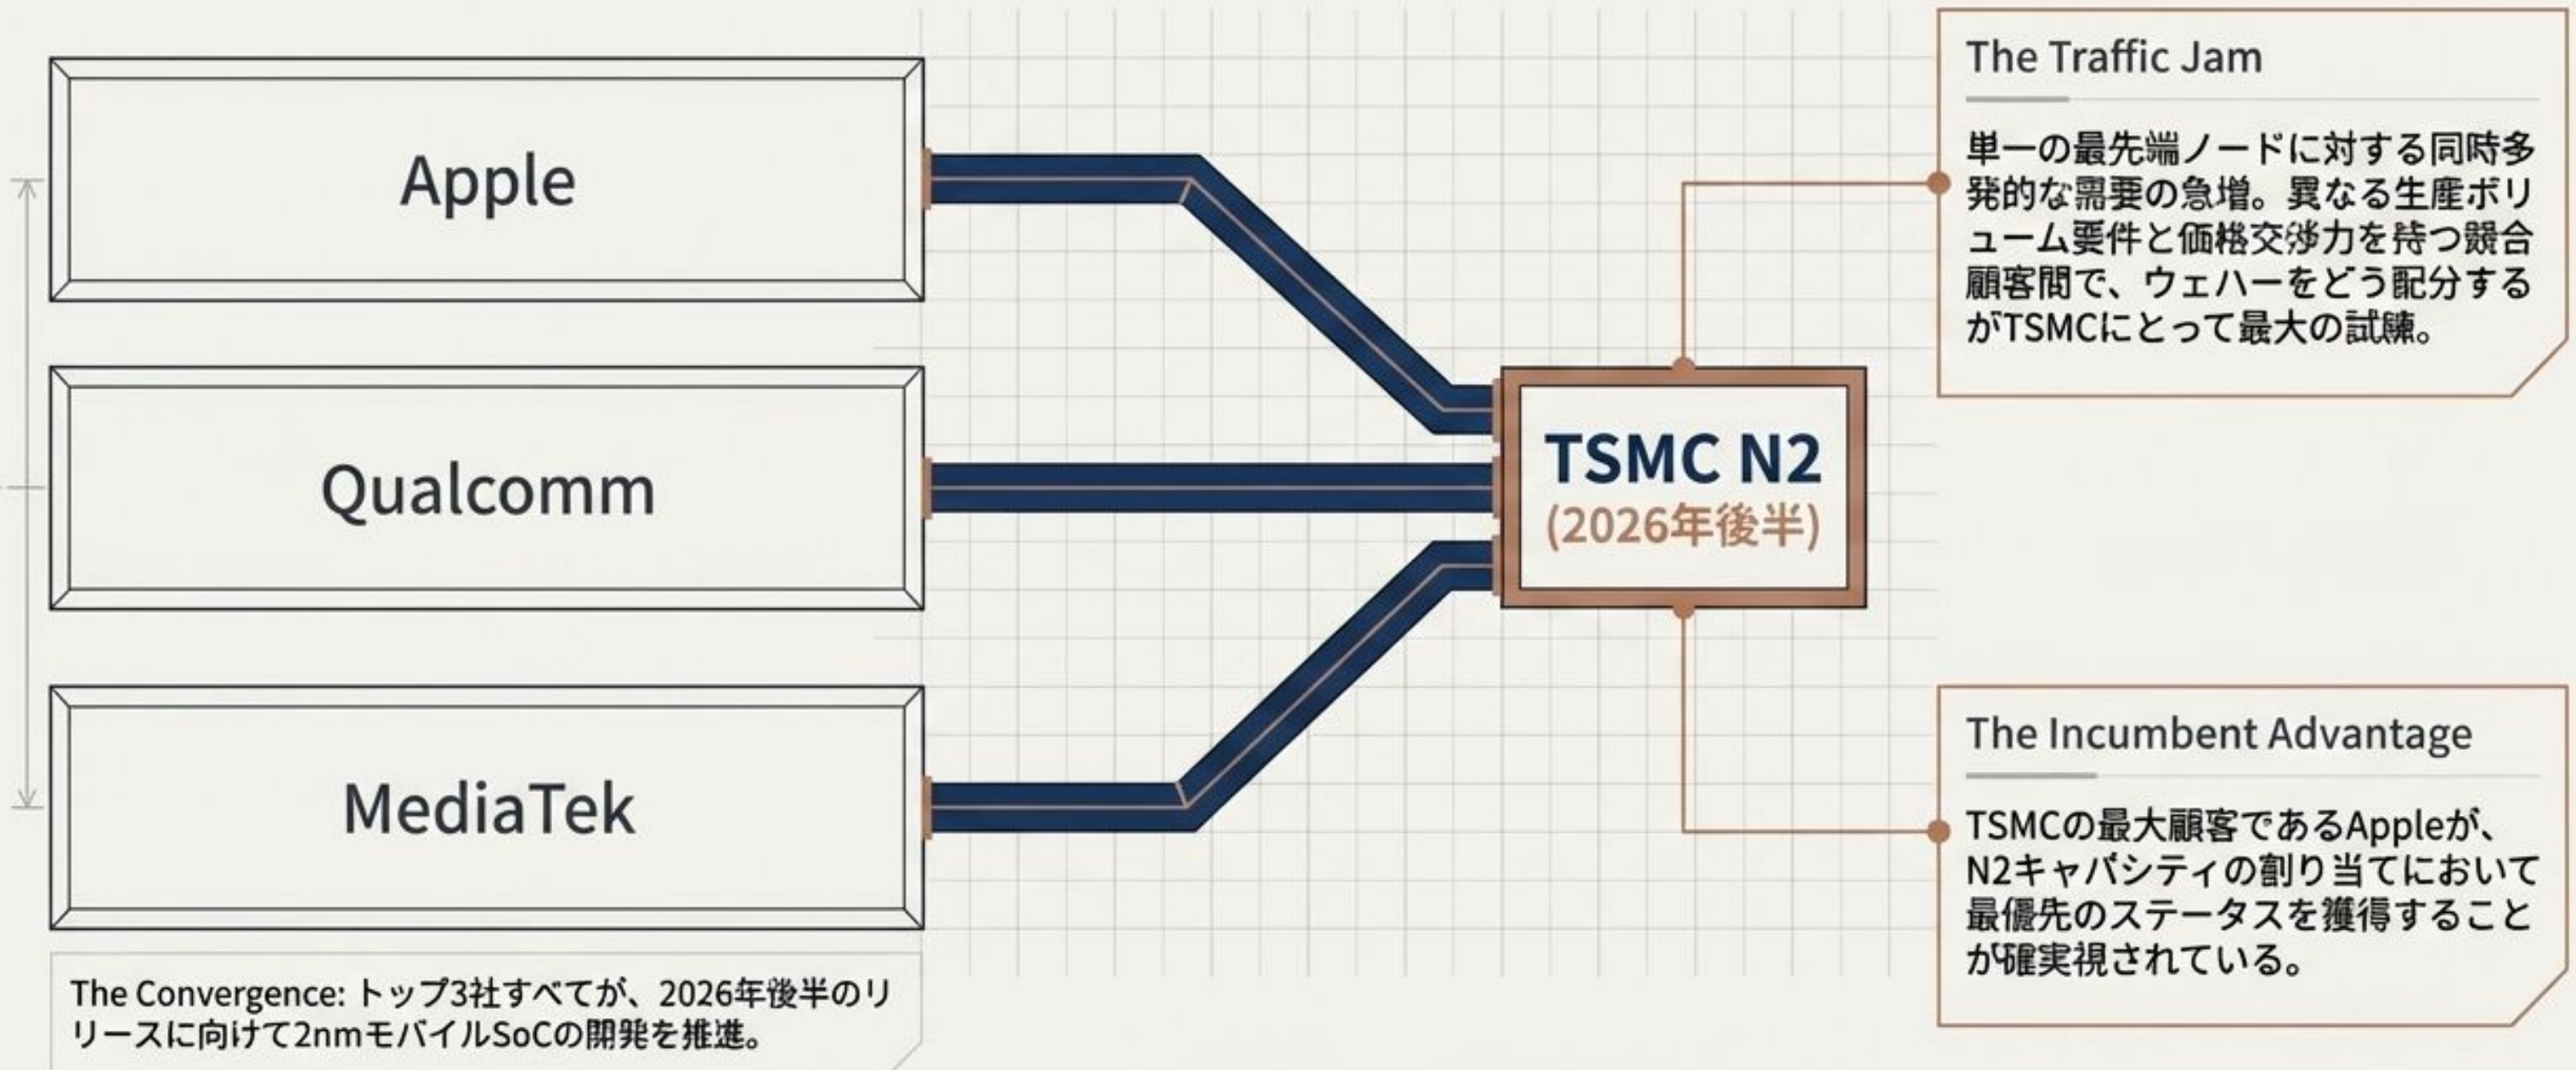 Apple
Qualcomm
MediaTek
The Convergence: トップ3社すべてが、2026年後半のリ
リースに向けて2nmモバイルSoCの開発を推進。
TSMC N2
(2026年後半)
The Traffic Jam
単一の最先端ノードに対する同時多
発的な需要の急増。異なる生産ボリ
ューム要件と価格交渉力を持つ競合
顧客間で、ウェハーをどう配分する
がTSMCにとって最大の試練。
The Incumbent Advantage
TSMCの最大顧客であるAppleが、
N2キャパシティの割り当てにおいて
最優先のステータスを獲得すること
が確実視されている。